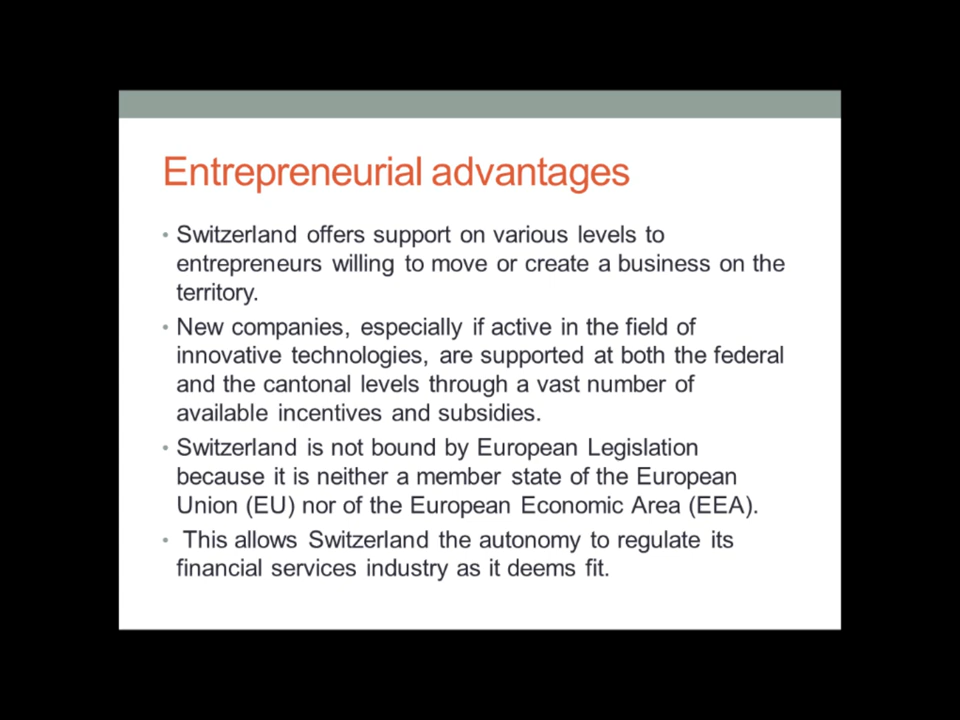 Entrepreneurial advantages
• Switzerland offers support on various levels to
entrepreneurs willing to move or create a business on the
territory.
• New companies, especially if active in the field of
innovative technologies, are supported at both the federal
and the cantonal levels through a vast number of
available incentives and subsidies.
• Switzerland is not bound by European Legislation
because it is neither a member state of the European
Union (EU) nor of the European Economic Area (EEA).
• This allows Switzerland the autonomy to regulate its
financial services industry as it deems fit.